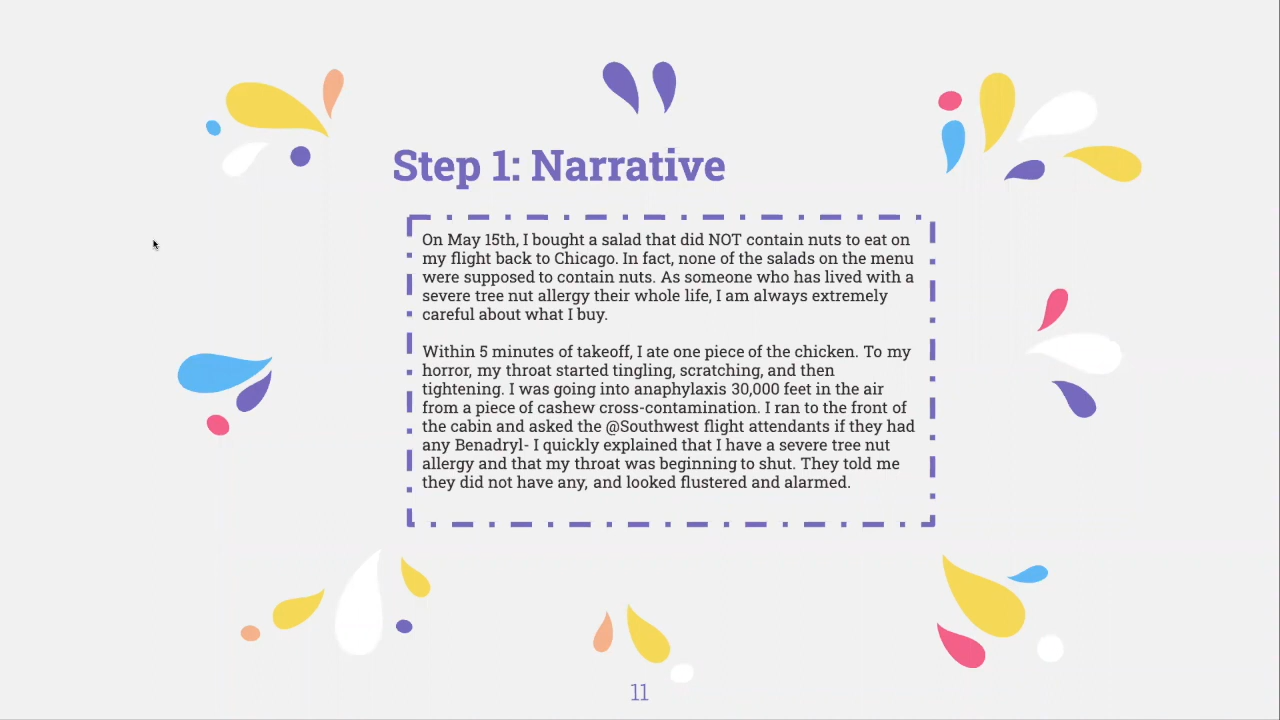 Step 1: Narrative
On May 15th, I bought a salad that did NOT contain nuts to eat on
my flight back to Chicago. In fact, none of the salads on the menu
were supposed to contain nuts. As someone who has lived with a
severe tree nut allergy their whole life, I am always extremely
careful about what I buy.
Within 5 minutes of takeoff, I ate one piece of the chicken. To my
horror, my throat started tingling, scratching, and then
tightening. I was going into anaphylaxis 30,000 feet in the air
from a piece of cashew cross-contamination. I ran to the front of
the cabin and asked the @Southwest flight attendants if they had
any Benadryl- I quickly explained that I have a severe tree nut
allergy and that my throat was beginning to shut. They told me
they did not have any, and looked flustered and alarmed.
11